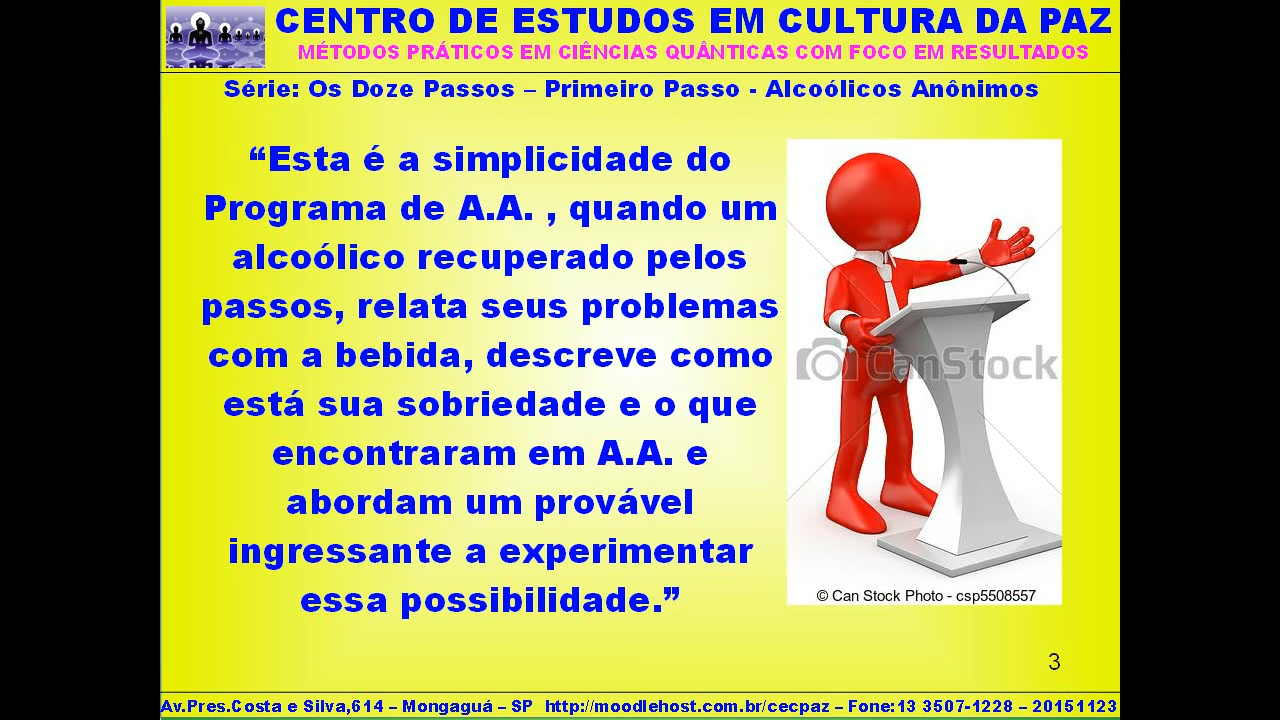 CENTRO DE ESTUDOS EM CULTURA DA PAZ
MÉTODOS PRÁTICOS EM CIÊNCIAS QUÂNTICAS COM FOCO EM RESULTADOS
Série: Os Doze Passos – Primeiro Passo - Alcoólicos Anônimos
“Esta é a simplicidade do
Programa de A.A. , quando um
alcoólico recuperado pelos
passos, relata seus problemas
com a bebida, descreve como
está sua sobriedade e o que
encontraram em A.A. e
abordam um provável
ingressante a experimentar
essa possibilidade.”
CanStock
© Can Stock Photo - csp5508557
3
Av.Pres.Costa e Silva,614 – Mongaguá – SP http://moodlehost.com.br/cecpaz – Fone:13 3507-1228 – 20151123